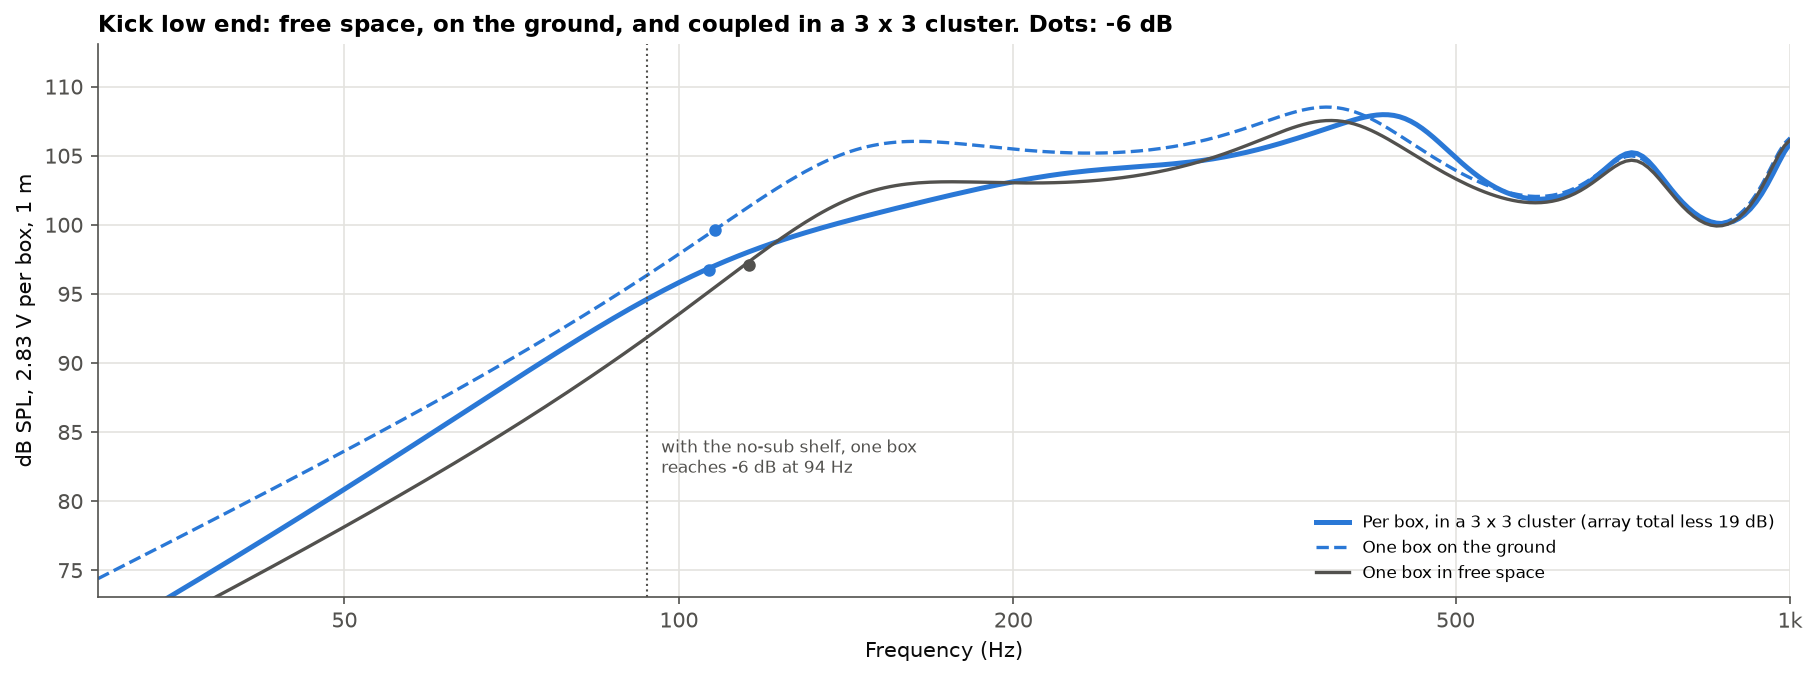 Kick low end: free space, on the ground, and coupled in a 3 x 3 cluster. Dots: -6 dB
dB SPL, 2.83 V per box, 1 m
110
105
100
95
90
85
80
75
with the no-sub shelf, one box
reaches -6 dB at 94 Hz
Per box, in a 3 x 3 cluster (array total less 19 dB)
One box on the ground
One box in free space
50
100
200
500
1k
Frequency (Hz)